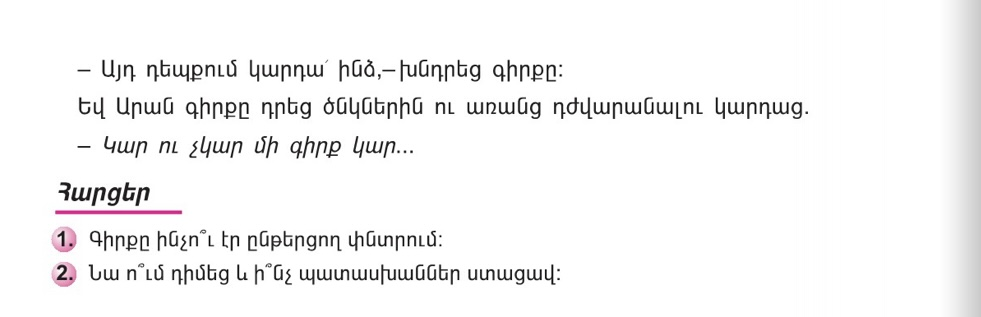 – Այդ դեպքում կարդա՛ ինձ,– խնդրեց գիրքը:
Եվ Արան գիրքը դրեց ծնկներին ու առանց դժվարանալու կարդաց.
– Կար ու չկար մի գիրք կար...
Հարցեր
1. Գիրքը ինչո՞ւ էր ընթերցող փնտրում:
2. Նա ո՞ւմ դիմեց և ի՞նչ պատասխաններ ստացավ: